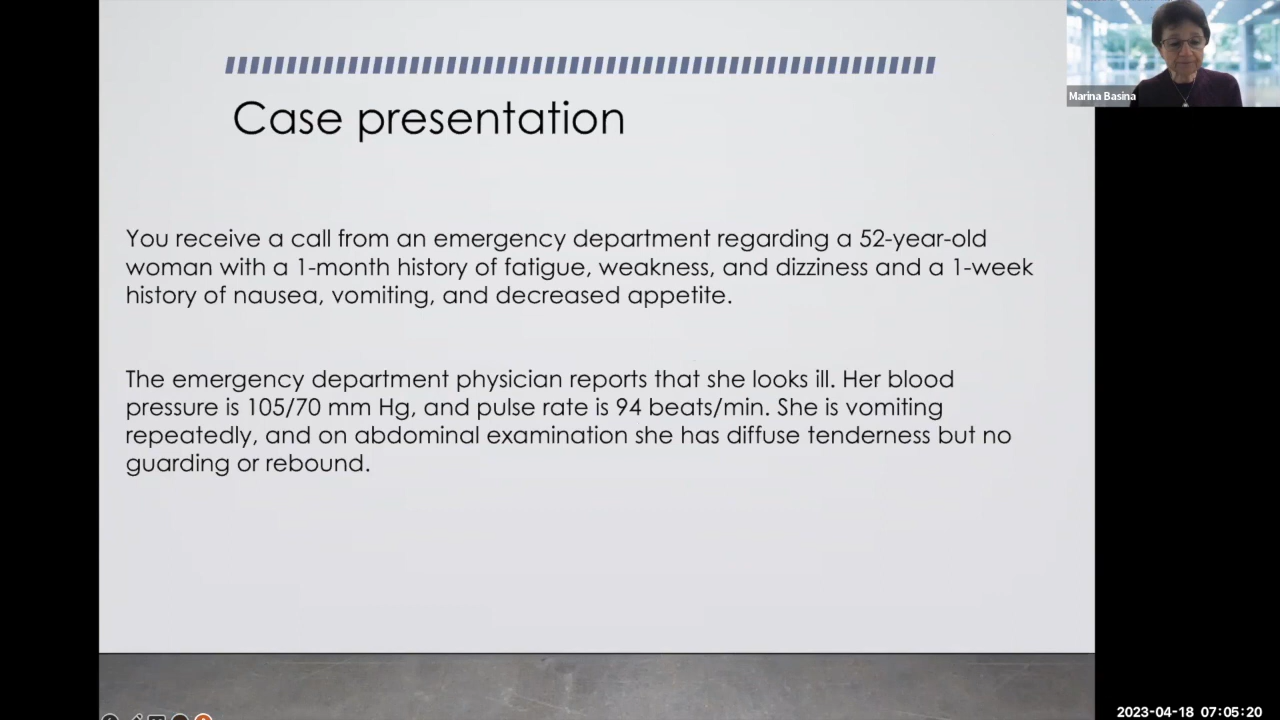 Case presentation
You receive a call from an emergency department regarding a 52-year-old
woman with a 1-month history of fatigue, weakness, and dizziness and a 1-week
history of nausea, vomiting, and decreased appetite.
The emergency department physician reports that she looks ill. Her blood
pressure is 105/70 mm Hg, and pulse rate is 94 beats/min. She is vomiting
repeatedly, and on abdominal examination she has diffuse tenderness but no
guarding or rebound.
Marina Basina
2023-04-18 07:05:20